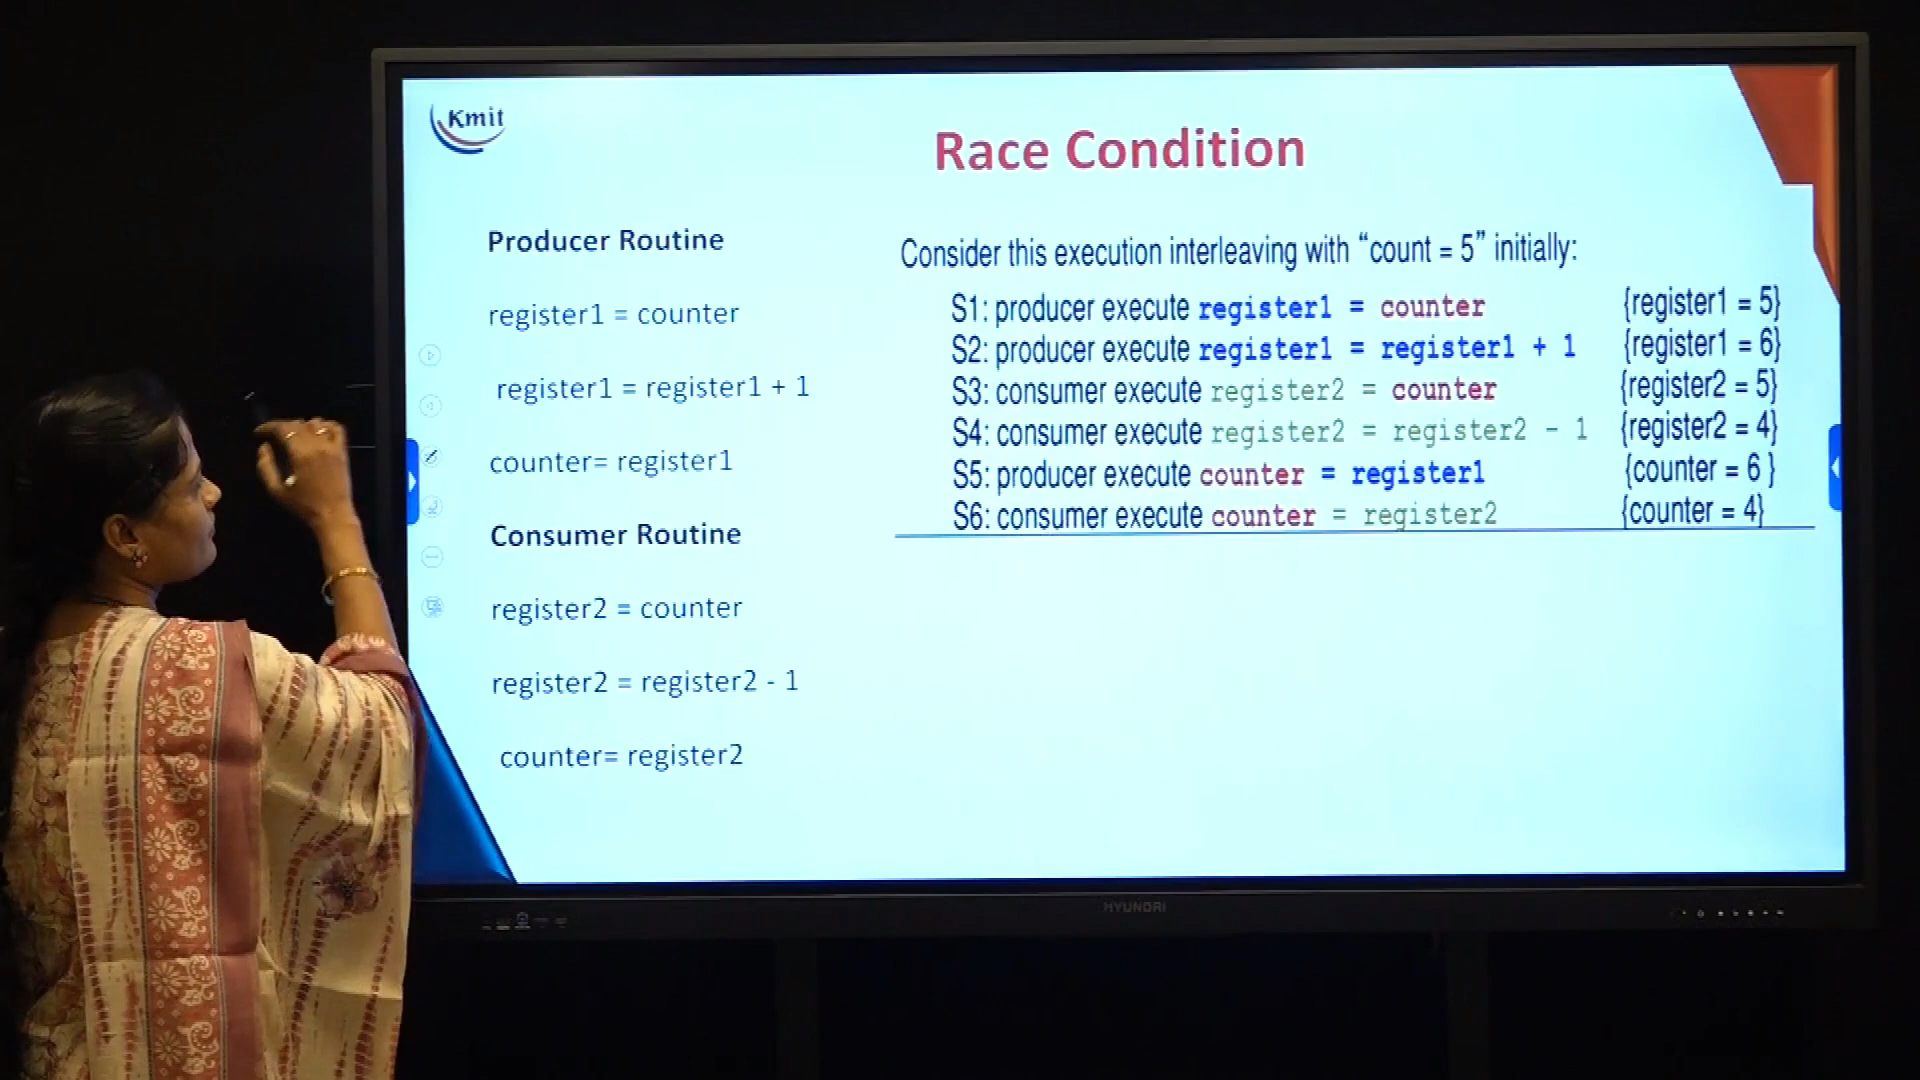 Kmit
Race Condition
Producer Routine
register1 = counter
register1 = register1 + 1
counter= register1
Consumer Routine
register2 = counter
register2 = register2 - 1
counter= register2
Consider this execution interleaving with “count = 5” initially:
S1: producer execute register1 = counter {register1 = 5}
S2: producer execute register1 = register1 + 1 {register1 = 6}
S3: consumer execute register2 = counter {register2 = 5}
S4: consumer execute register2 = register2 - 1 {register2 = 4}
S5: producer execute counter = register1 {counter = 6 }
S6: consumer execute counter = register2 {counter = 4}
HYUNDAI